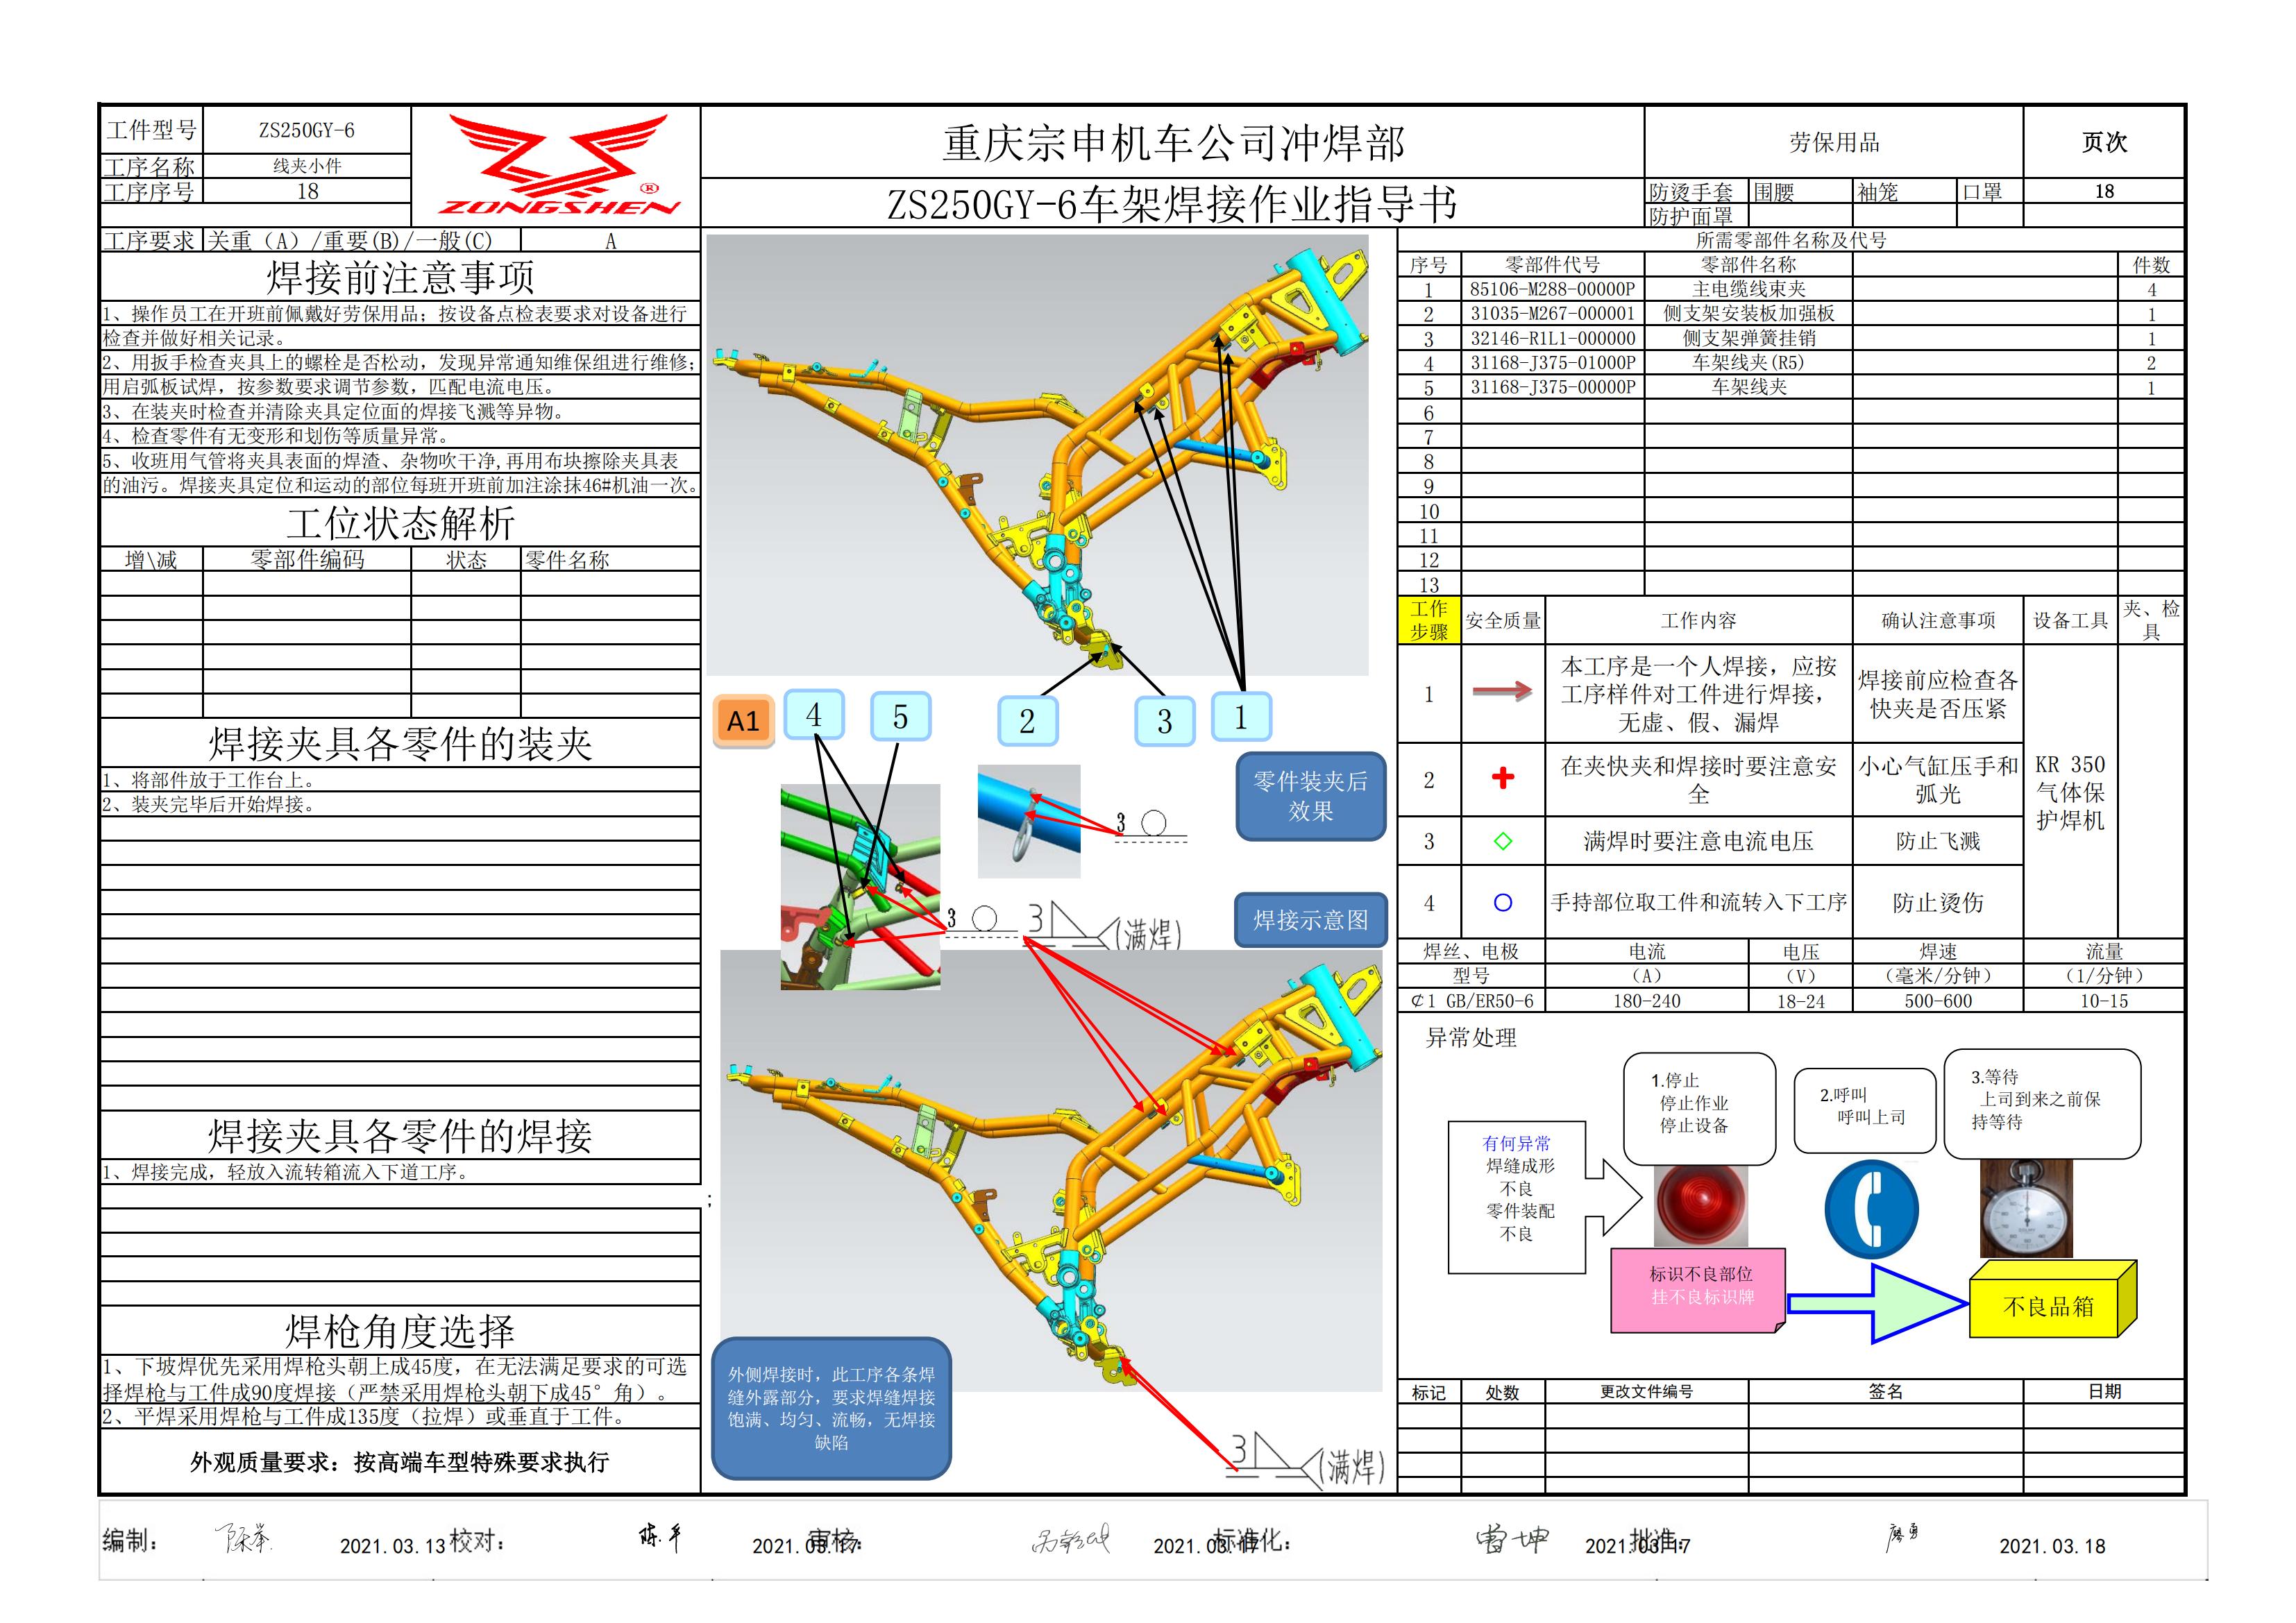 工件型号 ZS250GY-6
工序名称 线夹小件
工序序号 18
ZONGSHEN
®
重庆宗申机车公司冲焊部
ZS250GY-6车架焊接作业指导书
劳保用品 页次
防烫手套 围腰 袖笼 口罩 18
防护面罩
工序要求 关重（A）/重要(B)/一般(C) A
焊接前注意事项
1、操作员工在开班前佩戴好劳保用品；按设备点检表要求对设备进行
检查并做好相关记录。
2、用扳手检查夹具上的螺栓是否松动，发现异常通知维保组进行维修；
用启弧板试焊，按参数要求调节参数，匹配电流电压。
3、在装夹时检查并清除夹具定位面的焊接飞溅等异物。
4、检查零件有无变形和划伤等质量异常。
5、收班用气管将夹具表面的焊渣、杂物吹干净,再用布块擦除夹具表
的油污。焊接夹具定位和运动的部位每班开班前加注涂抹46#机油一次。
工位状态解析
增\减 零部件编码 状态 零件名称
焊接夹具各零件的装夹
1、将部件放于工作台上。
2、装夹完毕后开始焊接。
焊接夹具各零件的焊接
1、焊接完成，轻放入流转箱流入下道工序。
;
焊枪角度选择
1、下坡焊优先采用焊枪头朝上成45度，在无法满足要求的可选
择焊枪与工件成90度焊接（严禁采用焊枪头朝下成45°角）。
2、平焊采用焊枪与工件成135度（拉焊）或垂直于工件。
外观质量要求：按高端车型特殊要求执行
A1 4 5 2 3 1
零件装夹后
效果
3
焊接示意图
3
3 (满焊)
外侧焊接时，此工序各条焊
缝外露部分，要求焊缝焊接
饱满、均匀、流畅，无焊接
缺陷
3 (满焊)
所需零部件名称及代号
序号 零部件代号 零部件名称 件数
1 85106-M288-00000P 主电缆线束夹 4
2 31035-M267-000001 侧支架安装板加强板 1
3 32146-R1L1-000000 侧支架弹簧挂销 1
4 31168-J375-01000P 车架线夹(R5) 2
5 31168-J375-00000P 车架线夹 1
6
7
8
9
10
11
12
13
工作步骤 安全质量 工作内容 确认注意事项 设备工具 夹、检具
1 本工序是一个人焊接，应按
工序样件对工件进行焊接，
无虚、假、漏焊
焊接前应检查各
快夹是否压紧
2 在夹快夹和焊接时要注意安
全
小心气缸压手和
弧光
KR 350
气体保
护焊机
3 满焊时要注意电流电压 防止飞溅
4 手持部位取工件和流转入下工序 防止烫伤
焊丝、电极 电流 电压 焊速 流量
型号 （A） （V） （毫米/分钟） （1/分钟）
¢1 GB/ER50-6 180-240 18-24 500-600 10-15
异常处理
有何异常
焊缝成形
不良
零件装配
不良
1.停止
停止作业
停止设备
2.呼叫
呼叫上司
3.等待
上司到来之前保
持等待
标识不良部位
挂不良标识牌
不良品箱
标记 处数 更改文件编号 签名 日期
编制： 2021.03.13 校对： 陈平 2021.03.17 审核： 2021.03.17 标准化： 2021.03.17 批准： 廖勇 2021.03.18